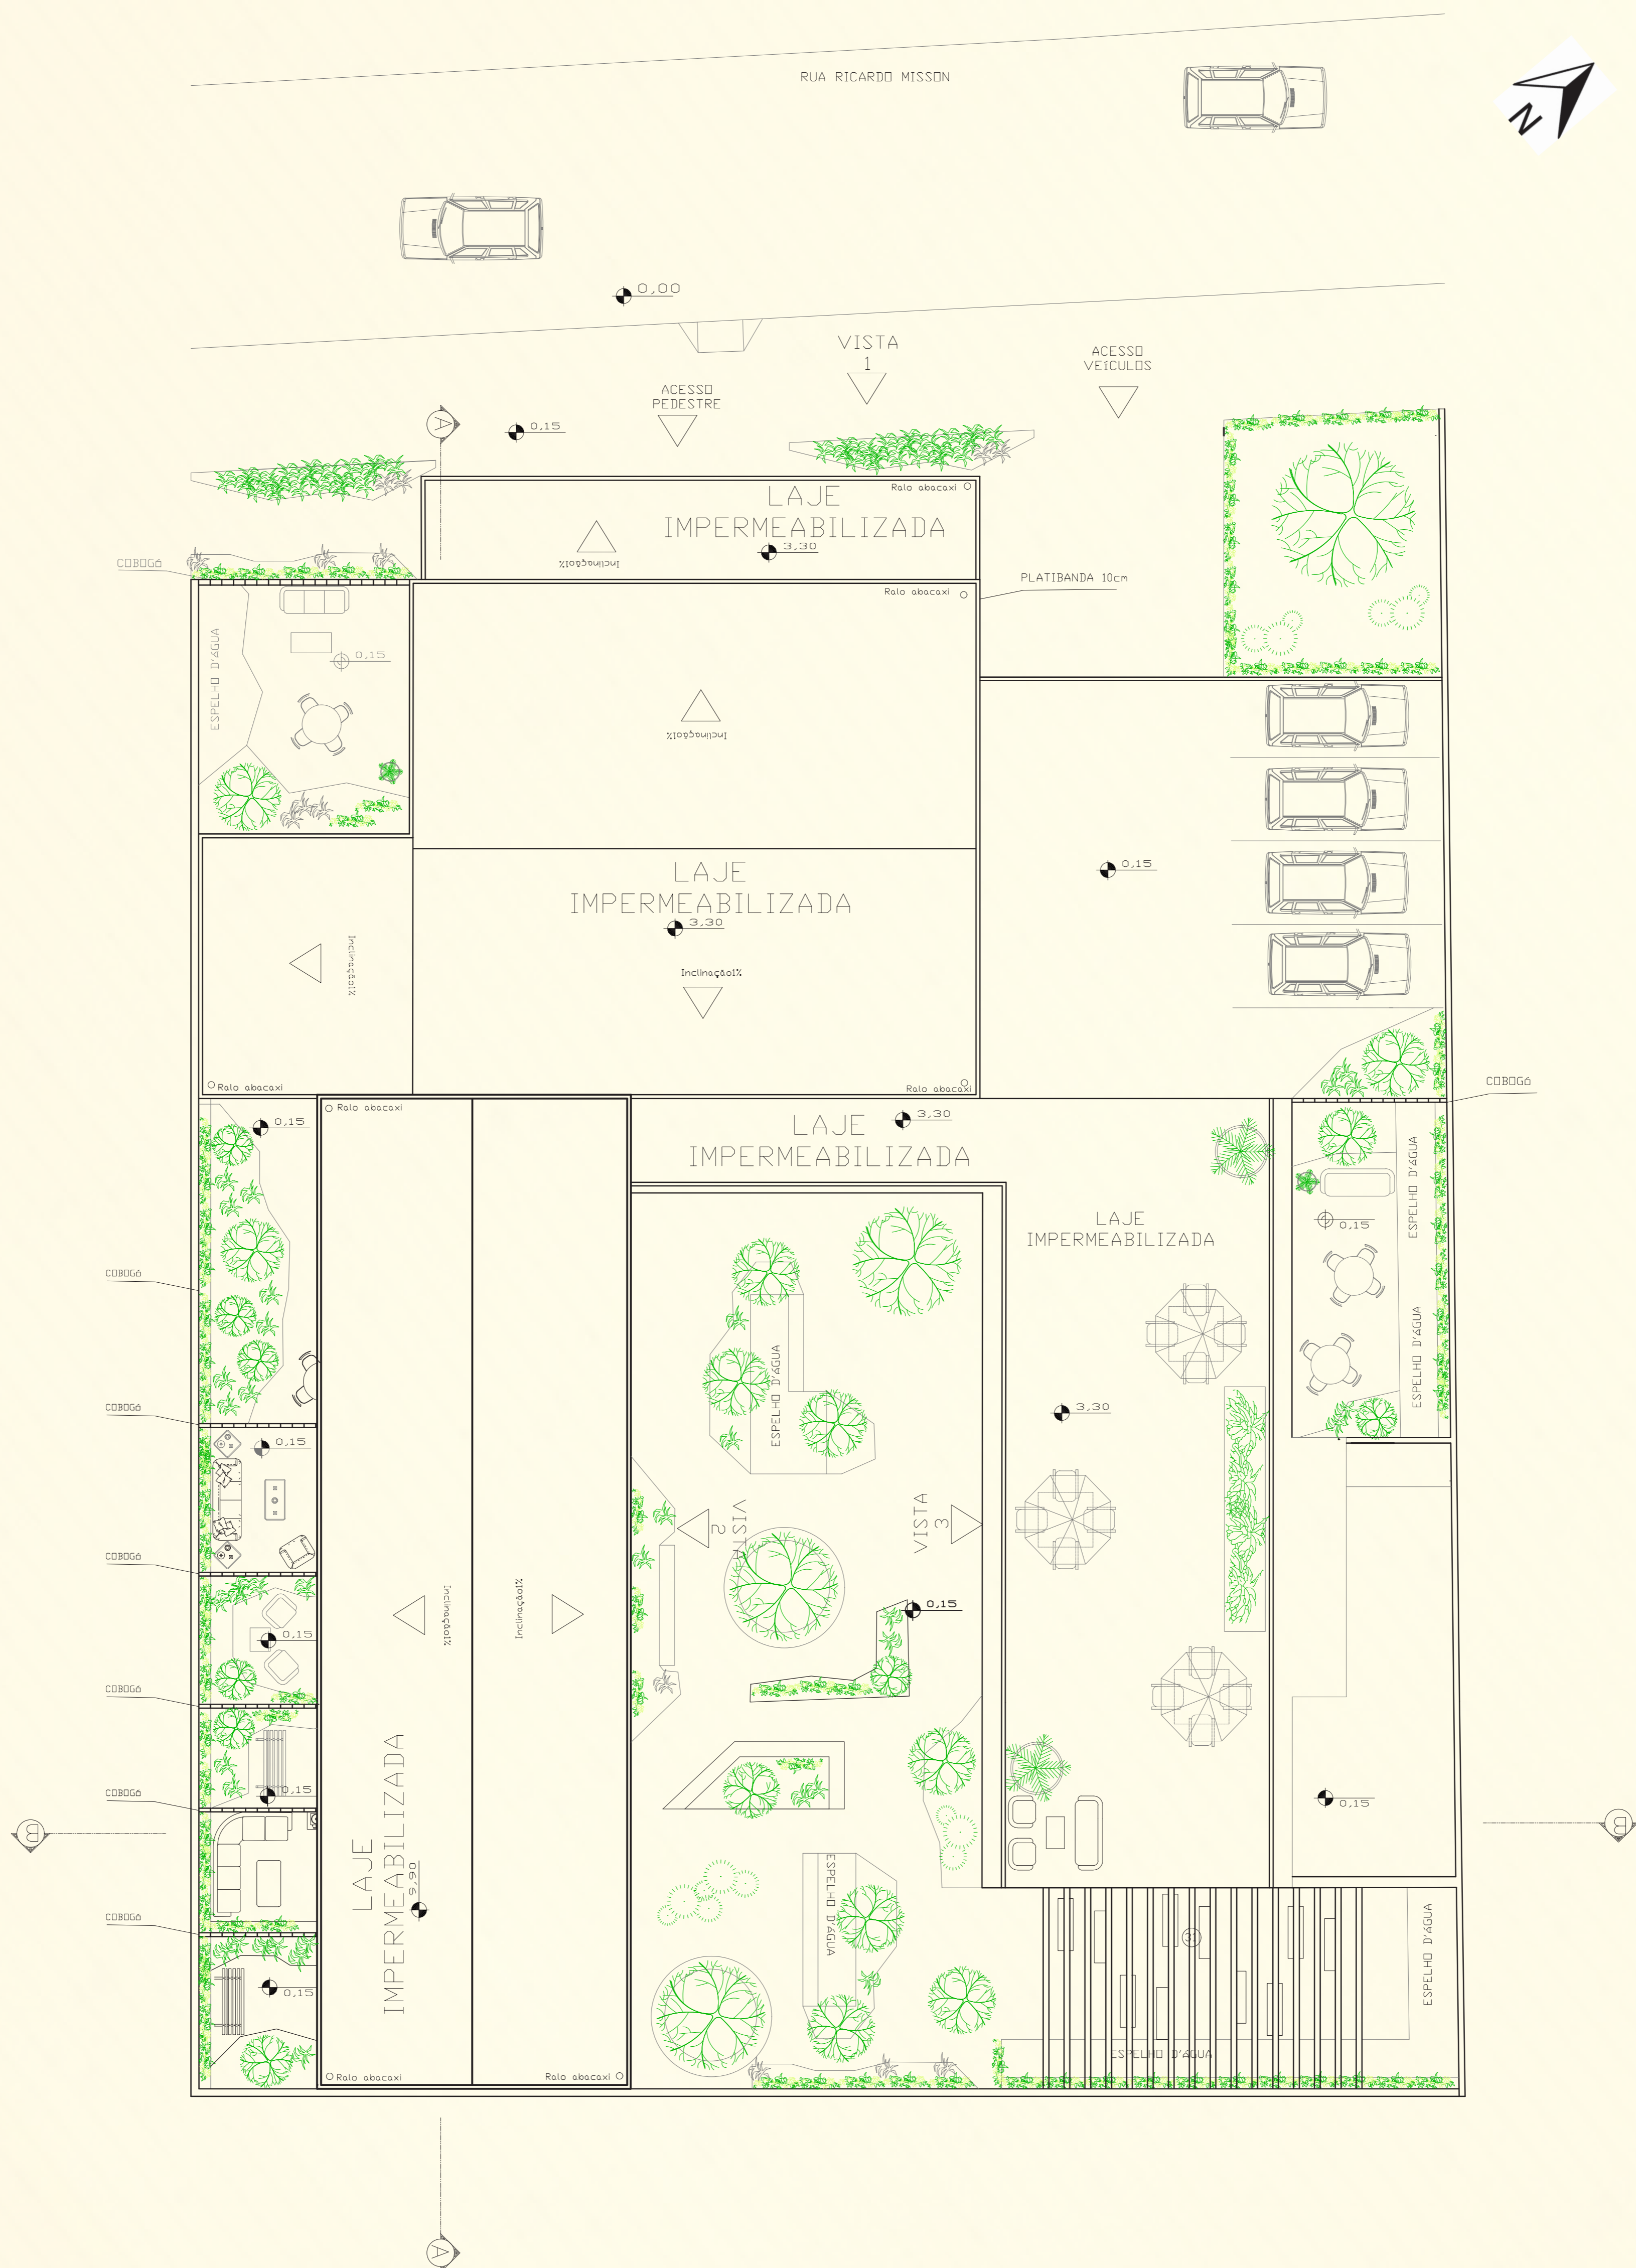 RUA RICARDO MISSON
N
0,00
VISTA
1
ACESSO
VEÍCULOS
ACESSO
PEDESTRE
A
0,15
Ralo abacaxi
LAJE
IMPERMEABILIZADA
3,30
Inclinação1%
COBOGó
PLATIBANDA 10cm
Ralo abacaxi
ESPELHO D'ÁGUA
0,15
Inclinação1%
LAJE
IMPERMEABILIZADA
3,30
0,15
Inclinação1%
Inclinação1%
Ralo abacaxi
Ralo abacaxi
COBOGó
Ralo abacaxi
0,15
LAJE
IMPERMEABILIZADA
3,30
LAJE
IMPERMEABILIZADA
ESPELHO D'ÁGUA
0,15
COBOGó
ESPELHO D'ÁGUA
ESPELHO D'ÁGUA
COBOGó
3,30
0,15
VISTA
2
VISTA
3
COBOGó
Inclinação1%
Inclinação1%
0,15
0,15
COBOGó
LAJE
IMPERMEABILIZADA
9,90
COBOGó
0,15
0,15
B
B
ESPELHO D'ÁGUA
COBOGó
31
ESPELHO D'ÁGUA
0,15
ESPELHO D'ÁGUA
Ralo abacaxi
Ralo abacaxi
A